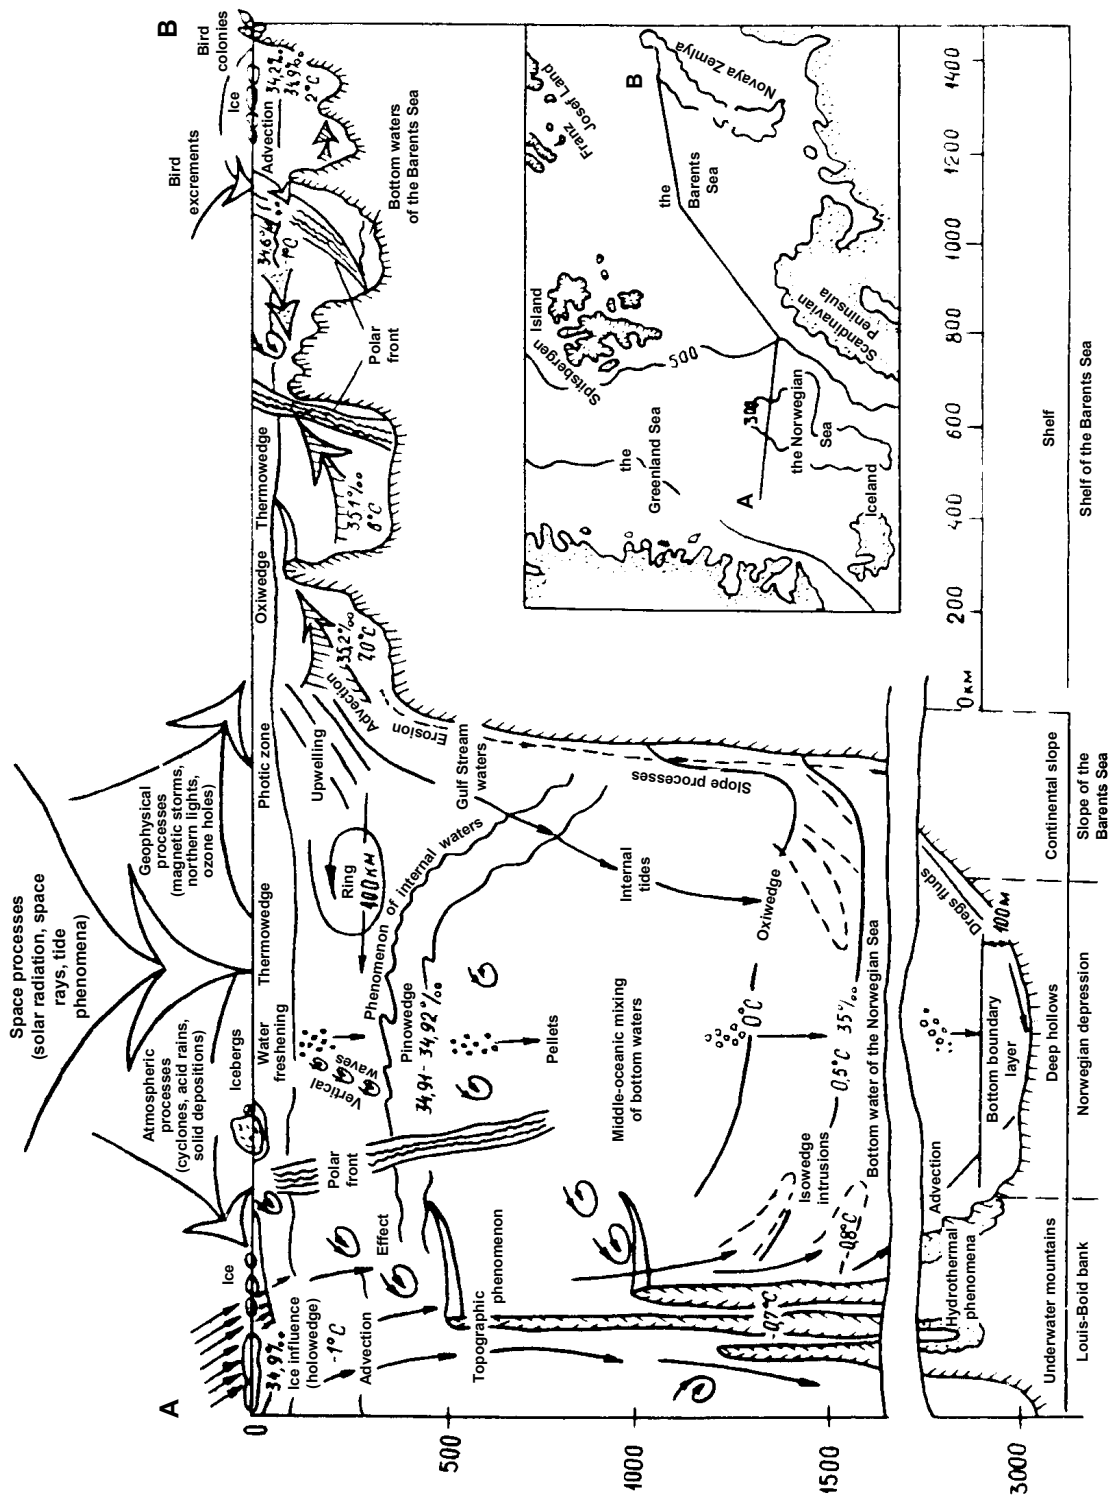 A
B
Space processes
(solar radiation, space
rays, tide
phenomena)
Atmospheric
processes
(cyclones, acid rains,
solid depositions)
Geophysical
processes
(magnetic storms,
northern lights,
ozone holes)
Bird
excrements
Bird
colonies
Ice
Ice
Icebergs
Water
freshening
Thermowedge
Photic zone
Oxiwedge
Thermowedge
Advection
34,2‰
34,9‰
2°C
34,6‰
1°C
Bottom waters
of the Barents Sea
Polar
front
35,1‰
8°C
35,2‰
7,0°C
Advection
Erosion
Upwelling
Ring
100 км
Gulf Stream
waters
Phenomenon of internal waters
Vertical
waves
Pinowedge
34,91 - 34,92‰
Pellets
Polar
front
Effect
34,9‰
Ice influence
(holowedge)
-1°C
Advection
Topographic
phenomenon
Middle-oceanic mixing
of bottom waters
Internal
tides
Slope processes
Oxiwedge
0°C
0,5°C 35‰
Bottom water of the Norwegian Sea
Isowedge
intrusions
-0,8°C
-0,7°C
Hydrothermal
phenomena
Advection
Bottom boundary
layer
Dregs fluds
100 м
0
500
1000
1500
3000
Underwater mountains
Deep hollows
Continental slope
Shelf
Louis-Boid bank
Norwegian depression
Slope of the
Barents Sea
Shelf of the Barents Sea
0 км
200
400
600
800
1000
1200
1400
Franz
Josef Land
Novaya Zemlya
B
the
Barents
Sea
Spitsbergen
Island
500
the
Greenland Sea
the Norwegian
Sea
A
Iceland
Scandinavian
Peninsula